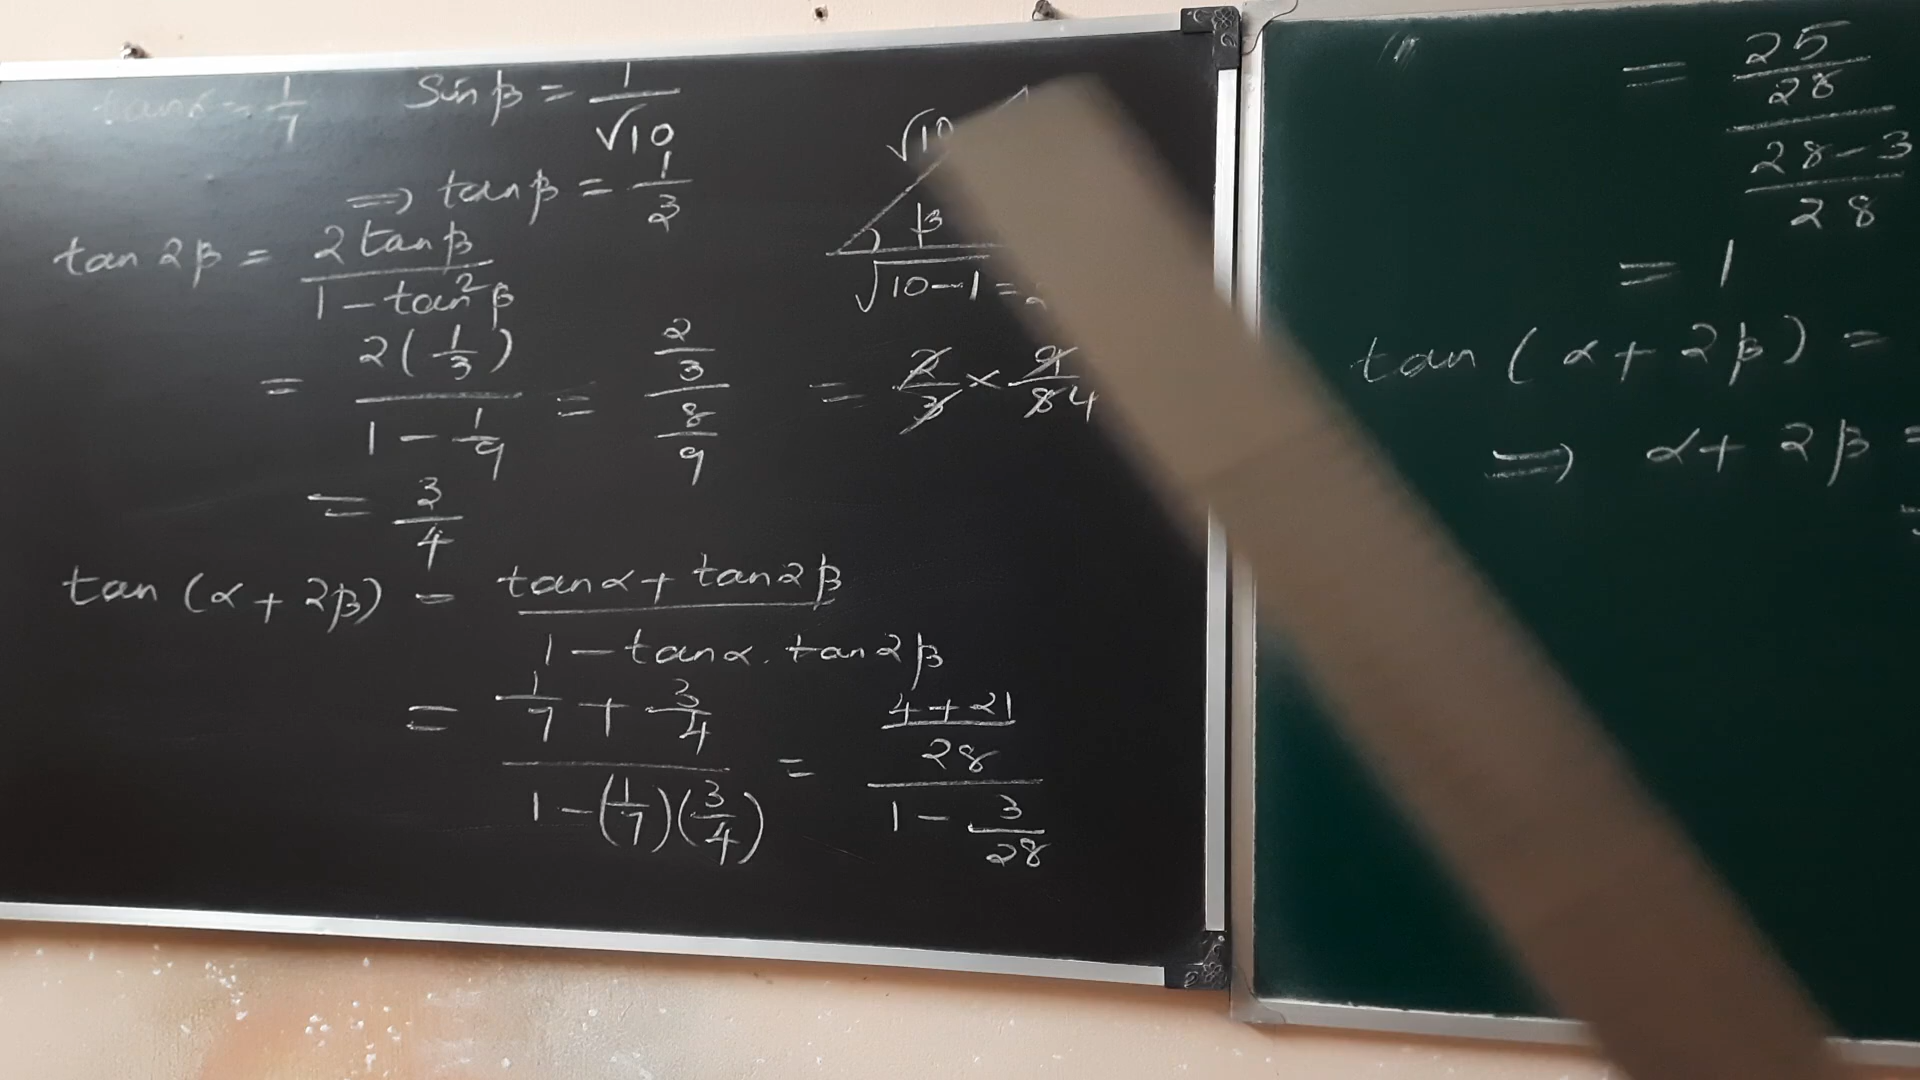 tanα = 1/7   Sin β = 1/√10
√10
⇒ tan β = 1/3
β
tan 2β = 2 tan β / 1 − tan²β
√10−1 =
= 2(1/3) / 1 − 1/9 = 2/3 / 8/9 = 2/3 × 9/8 4
= 3/4
tan (α + 2β) = tanα + tan2β / 1 − tanα . tan2β
= 1/7 + 3/4 / 1 − (1/7)(3/4) = 4 + 21 / 28 / 1 − 3/28
= 25/28 / 28 − 3 / 28
= 1
tan (α + 2β) =
⇒ α + 2β =